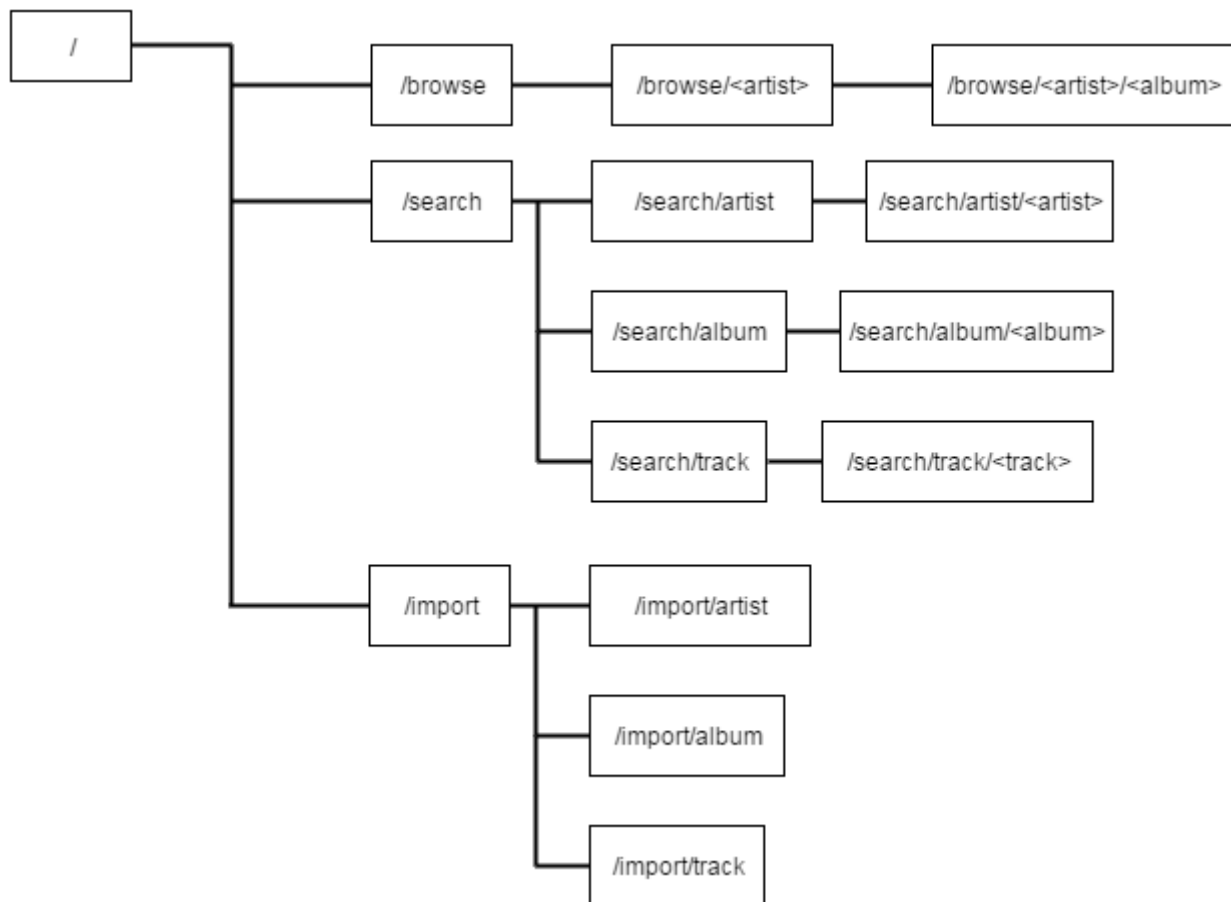 /
/browse
/browse/<artist>
/browse/<artist>/<album>
/search
/search/artist
/search/artist/<artist>
/search/album
/search/album/<album>
/search/track
/search/track/<track>
/import
/import/artist
/import/album
/import/track